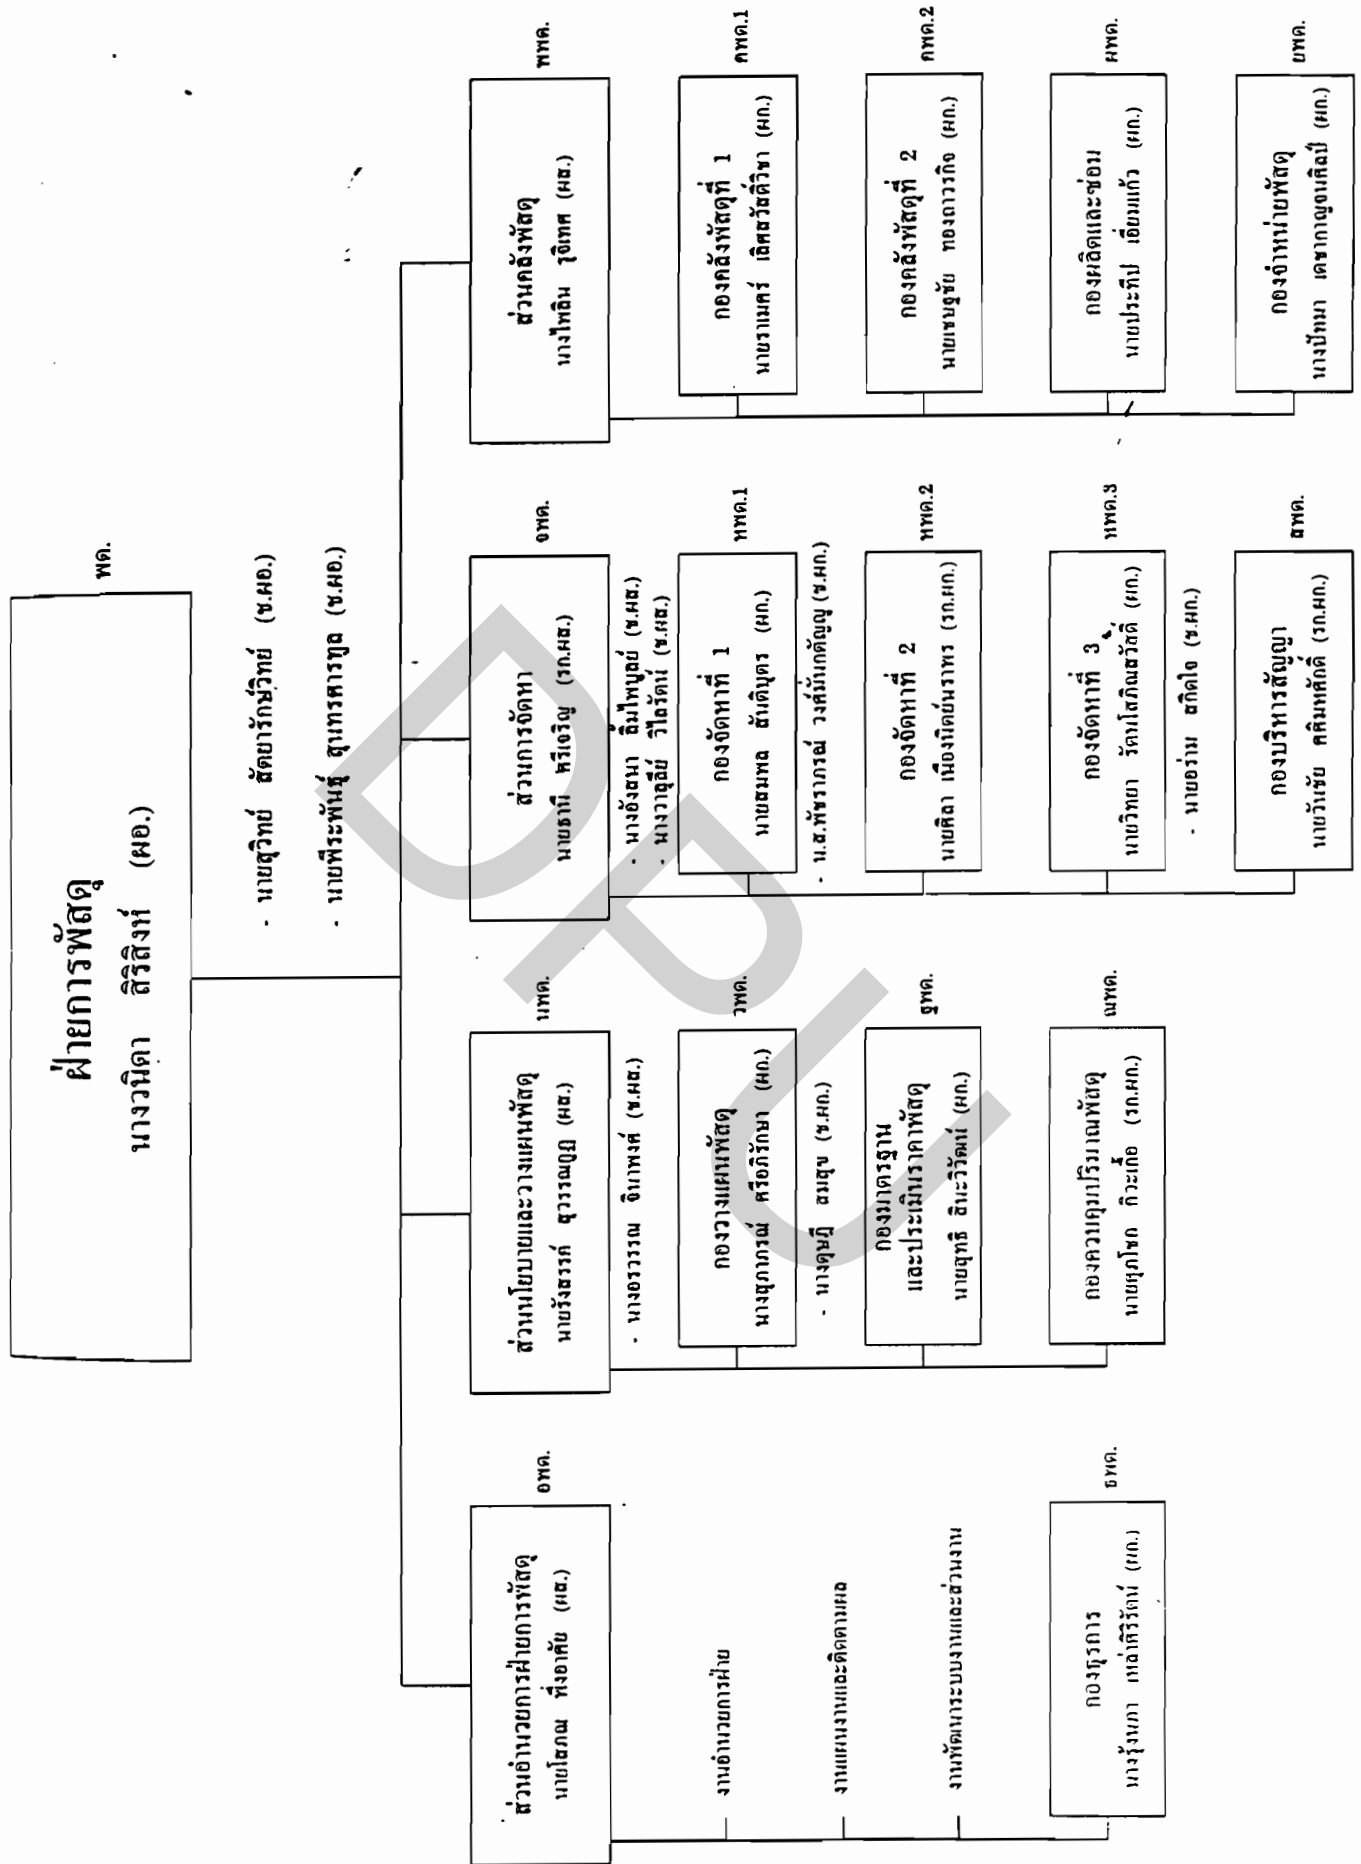 ฝ่ายการพัสดุ
นางวนิดา สิริสิงห์ (ผอ.)
พด.
- นายสุวิทย์ สัตยารักษ์วิทย์ (ช.ผอ.)
- นายพีระพันธุ์ สุนทรศารทูล (ช.ผอ.)
ส่วนอำนวยการฝ่ายการพัสดุ
นายโสภณ พึ่งอาศัย (ผส.)
อพด.
งานอำนวยการฝ่าย
งานแผนงานและติดตามผล
งานพัฒนาระบบงานและส่วนงาน
กองธุรการ
นางรุ้งนภา เหล่าศิริรัตน์ (ผก.)
ธพด.
ส่วนนโยบายและวางแผนพัสดุ
นายรังสรรค์ สุวรรณกูฏ (ผส.)
นพด.
- นางอรวรรณ จินาพงศ์ (ช.ผส.)
กองวางแผนพัสดุ
นางสุภาภรณ์ ศรีอภิรักษา (ผก.)
วพด.
- นางดุษฎี สมสุข (ช.ผก.)
กองมาตรฐาน
และประเมินราคาพัสดุ
นายสุทธิ สินะวิวัฒน์ (ผก.)
ฐพด.
กองควบคุมปริมาณพัสดุ
นายศุภโชค กิวะเกื้อ (รก.ผก.)
ณพด.
ส่วนการจัดหา
นายธานี หรีเจริญ (รก.ผส.)
จพด.
- นางอังสนา ลิ้มไพบูลย์ (ช.ผส.)
- นางวาลุลีย์ วิไลรัตน์ (ช.ผส.)
กองจัดหาที่ 1
นายสมพล สันติบุตร (ผก.)
หพด.1
- น.ส.พัชราภรณ์ วงศ์มั่นกตัญญู (ช.ผก.)
กองจัดหาที่ 2
นายศิลา เนืองนิตย์นราทร (รก.ผก.)
หพด.2
กองจัดหาที่ 3
นายวิทยา รัตนโสภิณสวัสดิ์ (ผก.)
หพด.3
- นายอร่าม สกิดใจ (ช.ผก.)
กองบริหารสัญญา
นายวันชัย คคิมหศักดิ์ (รก.ผก.)
สพด.
ส่วนคลังพัสดุ
นางไพลิน รุจิเทศ (ผส.)
พพด.
กองคลังพัสดุที่ 1
นายราเมศร์ เลิศสวัสดิ์วิชา (ผก.)
คพด.1
กองคลังพัสดุที่ 2
นายเชษฐชัย ทองถาวรกิจ (ผก.)
คพด.2
กองผลิตและซ่อม
นายประทีป เอี่ยมแก้ว (ผก.)
ผพด.
กองจำหน่ายพัสดุ
นางปัทมา เดชากาญจนศิลป์ (ผก.)
ยพด.
DPU